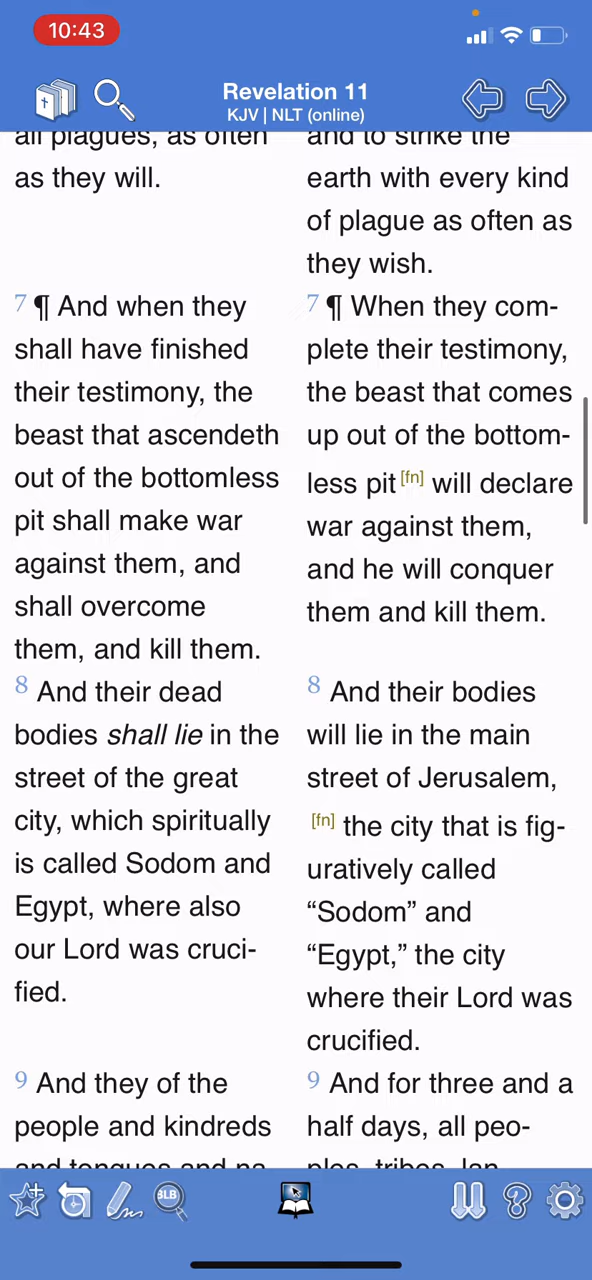 10:43
Revelation 11
KJV | NLT (online)
all plagues, as often
as they will.
7 ¶ And when they
shall have finished
their testimony, the
beast that ascendeth
out of the bottomless
pit shall make war
against them, and
shall overcome
them, and kill them.
8 And their dead
bodies shall lie in the
street of the great
city, which spiritually
is called Sodom and
Egypt, where also
our Lord was cruci-
fied.
9 And they of the
people and kindreds
and tongues and na-
and to strike the
earth with every kind
of plague as often as
they wish.
7 ¶ When they com-
plete their testimony,
the beast that comes
up out of the bottom-
less pit [fn] will declare
war against them,
and he will conquer
them and kill them.
8 And their bodies
will lie in the main
street of Jerusalem,
[fn] the city that is fig-
uratively called
“Sodom” and
“Egypt,” the city
where their Lord was
crucified.
9 And for three and a
half days, all peo-
ples, tribes, lan-
BLB